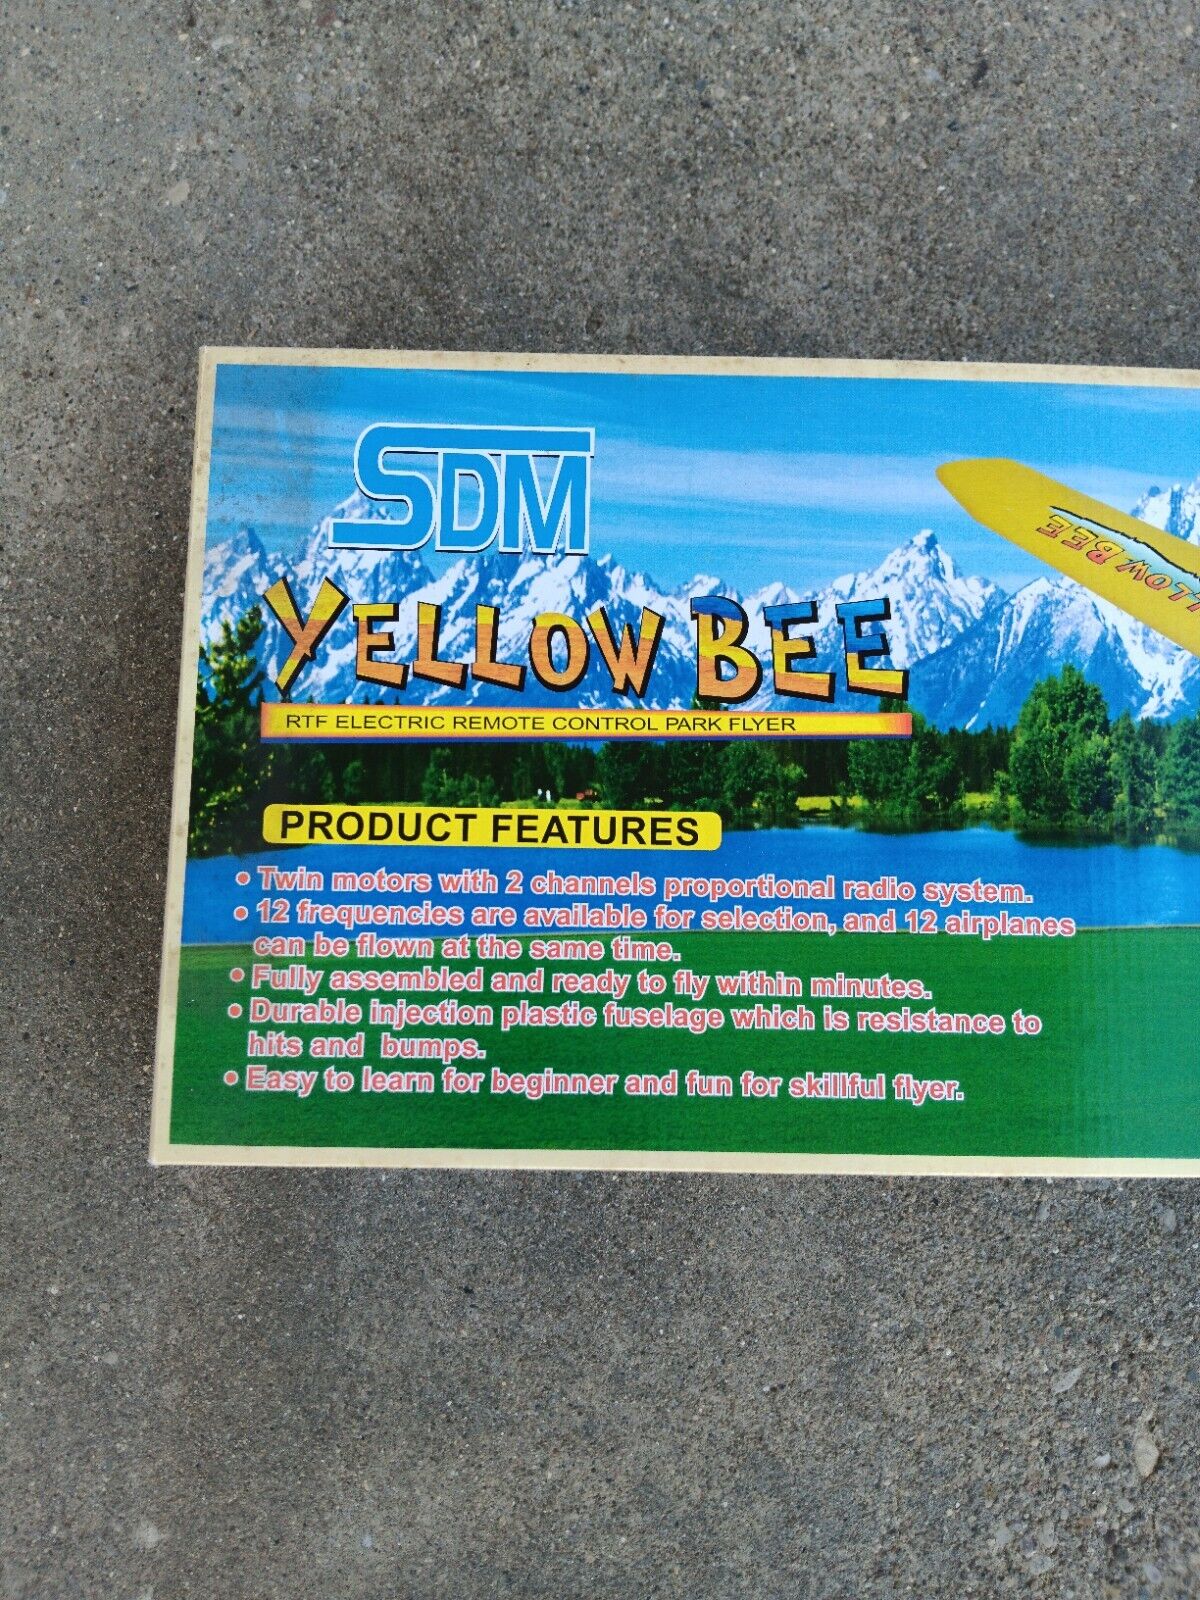 SDM
YELLOW BEE
RTF ELECTRIC REMOTE CONTROL PARK FLYER
PRODUCT FEATURES
• Twin motors with 2 channels proportional radio system.
• 12 frequencies are available for selection, and 12 airplanes
can be flown at the same time.
• Fully assembled and ready to fly within minutes.
• Durable injection plastic fuselage which is resistance to
hits and bumps.
• Easy to learn for beginner and fun for skillful flyer.
LLOW BEE